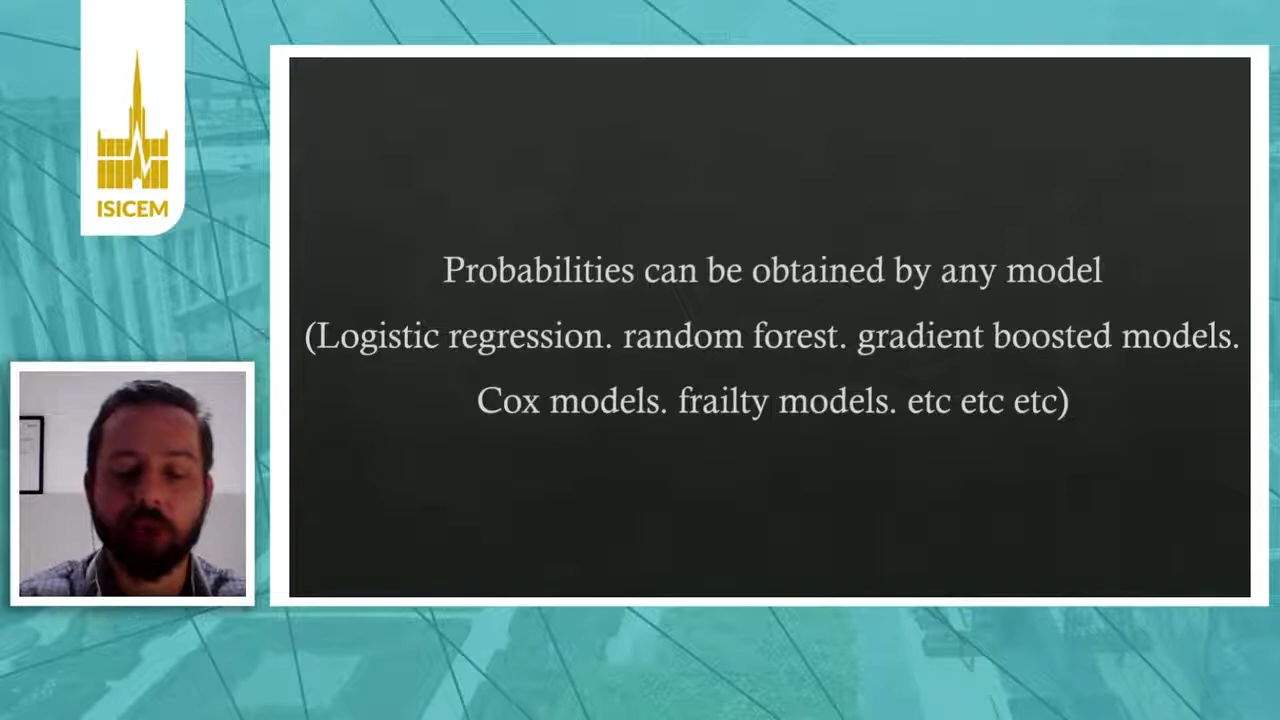 ISICEM
Probabilities can be obtained by any model
(Logistic regression. random forest. gradient boosted models.
Cox models. frailty models. etc etc etc)